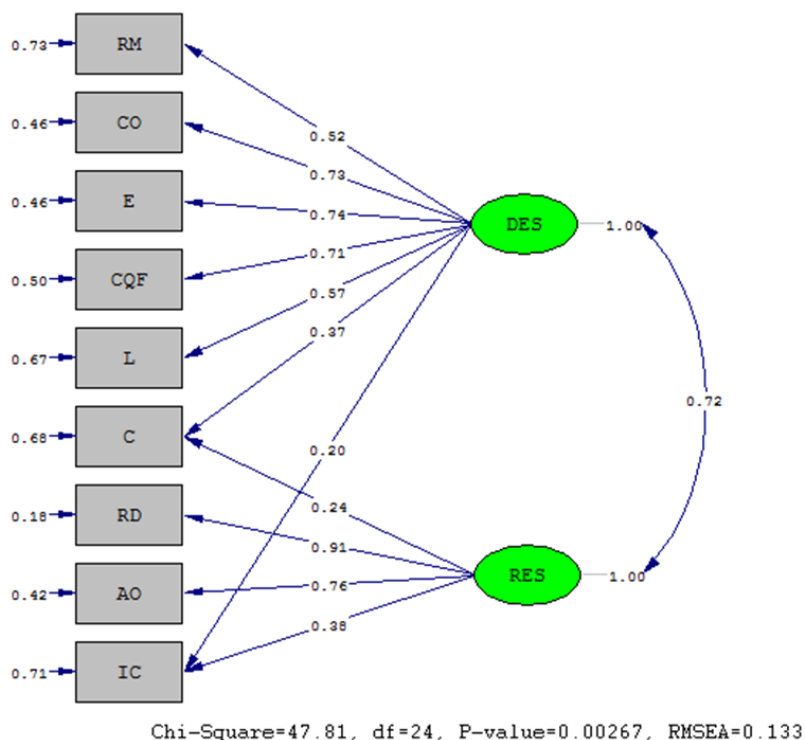 0.73 RM
0.52
0.46 CO
0.73
0.46 E
0.74
DES 1.00
0.71
0.50 CQF
0.57
0.37
0.67 L
0.72
0.68 C
0.20
0.24
0.18 RD
0.91
0.76
RES 1.00
0.42 AO
0.38
0.71 IC
Chi-Square=47.81, df=24, P-value=0.00267, RMSEA=0.133